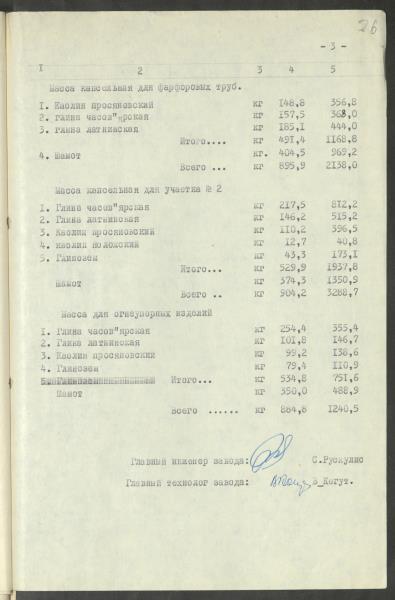 26
- 3 -
I 2 3 4 5
Масса капсельная для фарфоровых труб.
I. Каолин просяновский кг 148,8 356,8
2. глина часов"ярская кг 157,5 368,0
3. глина латнинская кг 185,1 444,0
Итого.... кг 491,4 1168,8
4. Шамот кг. 404,5 969,2
Всего ... кг 895,9 2138,0
Масса капсельная для участка № 2
I. Глина часов"ярская кг 217,5 812,2
2. Глина латнинская кг 146,2 515,2
3. Каолин просяновский кг 110,2 396,5
4. каолин положский кг 12,7 40,8
5. Глинозем кг 43,3 173,1
Итого... кг 529,9 1937,8
Шамот кг 374,3 1350,9
Всего .. кг 904,2 3288,7
Масса для огнеупорных изделий
I. Глина часов"ярская кг 254,4 355,4
2. Глина латнинская кг 101,8 146,7
3. Каолин просяновский кг 99,2 138,6
4. Глинозем кг 79,4 110,9
Итого... кг 534,8 751,6
Шамот кг 350,0 488,9
Всего ...... кг 884,8 1240,5
Главный инженер завода: С.Рускулис
Главный технолог завода: З_Когут.